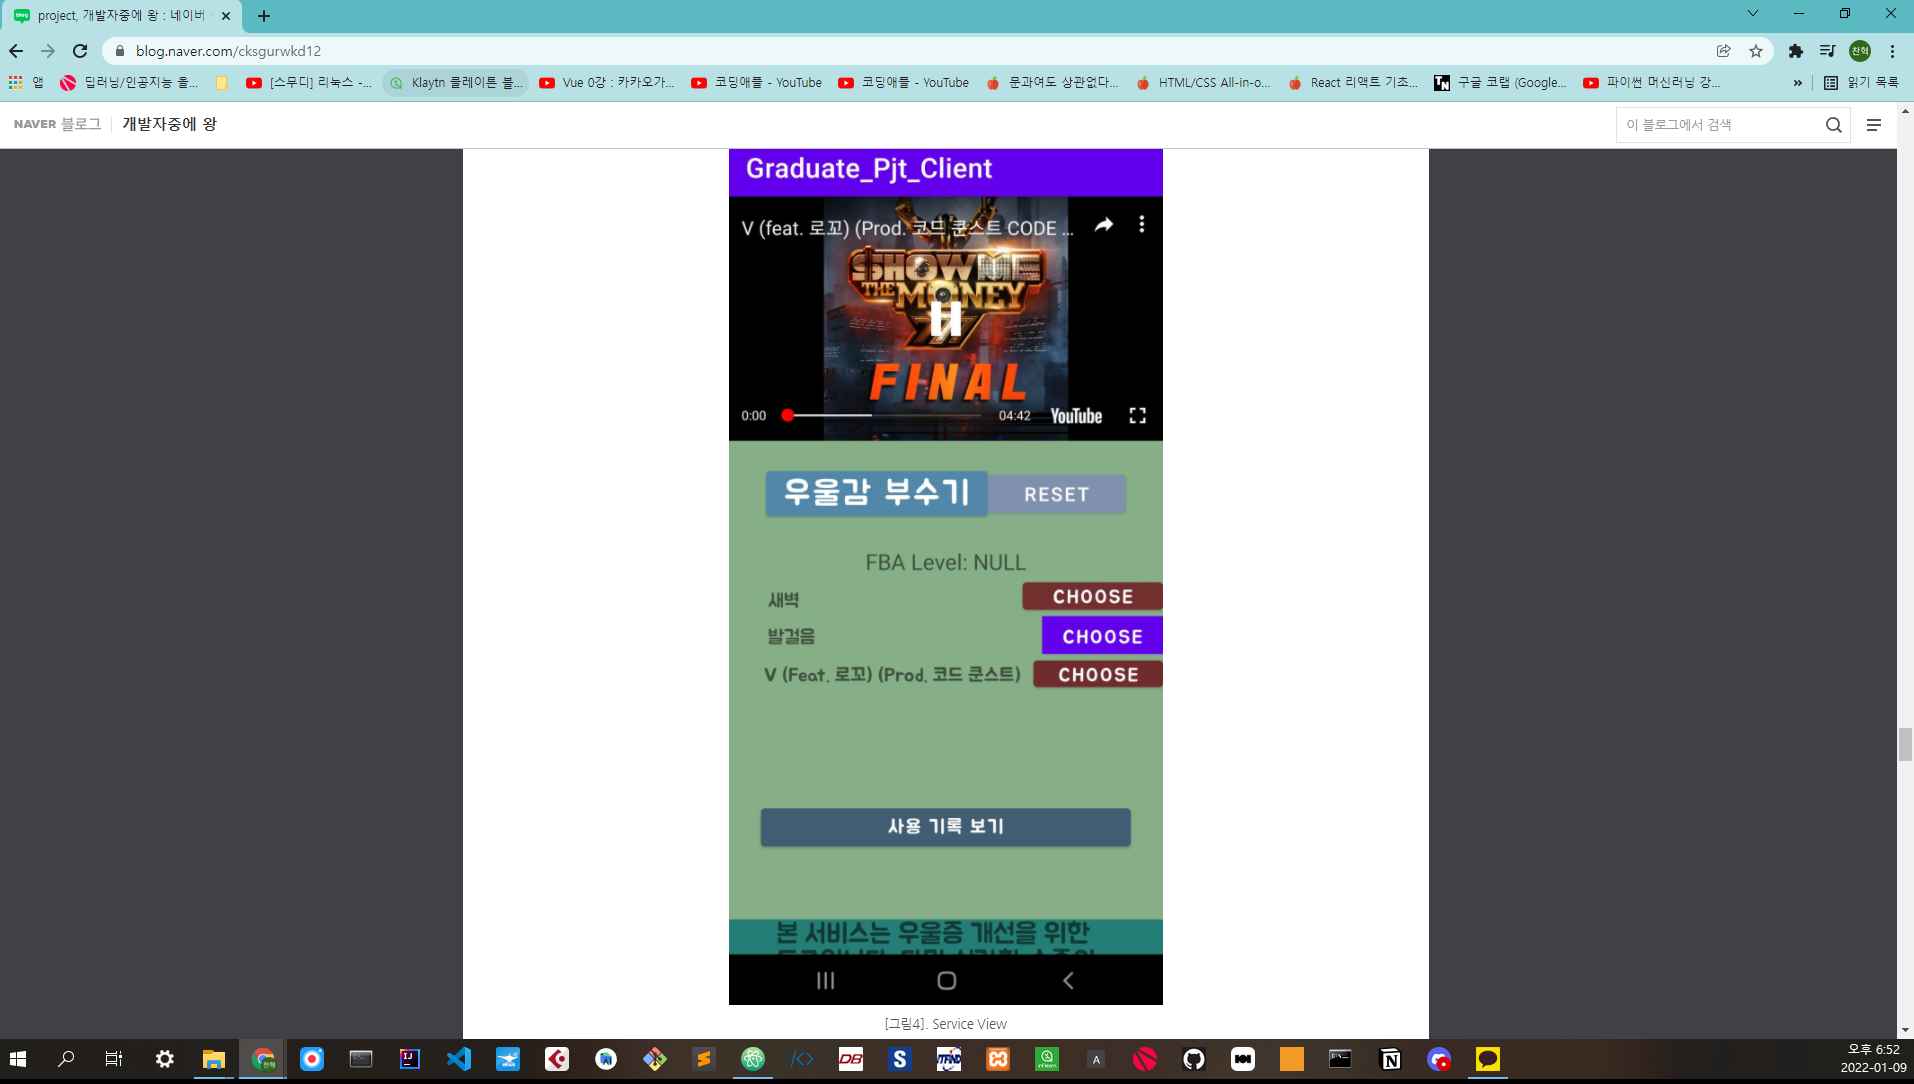 project, 개발자중에 왕 : 네이버
blog.naver.com/cksgurwkd12
찬혁
앱
딥러닝/인공지능 올...
[스무디] 리눅스 -...
Klaytn 클레이튼 블...
Vue 0강 : 카카오가...
코딩애플 - YouTube
코딩애플 - YouTube
문과여도 상관없다...
HTML/CSS All-in-o...
React 리액트 기초...
구글 코랩 (Google...
파이썬 머신러닝 강...
»
읽기 목록
NAVER 블로그
개발자중에 왕
이 블로그에서 검색
Graduate_Pjt_Client
V (feat. 로꼬) (Prod. 코드 쿤스트 CODE ...
SHOW ME
THE MONEY
FINAL
0:00
04:42
YouTube
우울감 부수기
RESET
FBA Level: NULL
새벽
CHOOSE
발걸음
CHOOSE
V (Feat. 로꼬) (Prod. 코드 쿤스트)
CHOOSE
사용 기록 보기
본 서비스는 우울증 개선을 위한
[그림4]. Service View
오후 6:52
2022-01-09